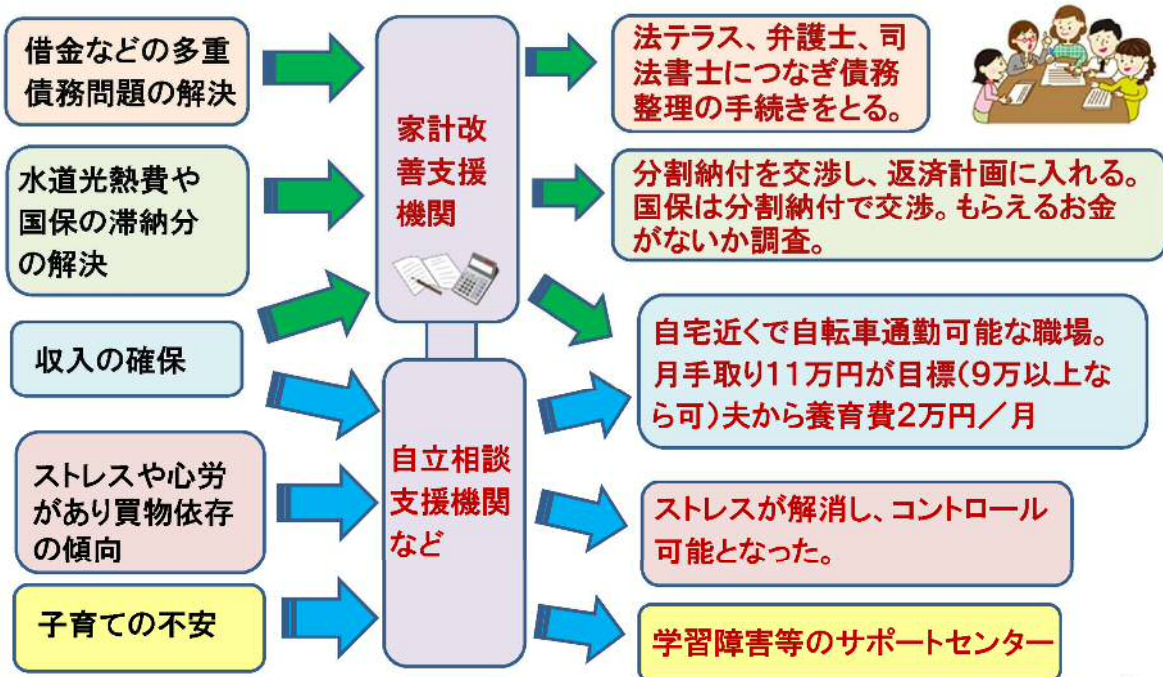 借金などの多重
債務問題の解決
水道光熱費や
国保の滞納分
の解決
収入の確保
ストレスや心労
があり買物依存
の傾向
子育ての不安
家計改
善支援
機関
自立相談
支援機関
など
法テラス、弁護士、司
法書士につなぎ債務
整理の手続きをとる。
分割納付を交渉し、返済計画に入れる。
国保は分割納付で交渉。もらえるお金
がないか調査。
自宅近くで自転車通勤可能な職場。
月手取り11万円が目標(9万以上な
ら可)夫から養育費2万円／月
ストレスが解消し、コントロール
可能となった。
学習障害等のサポートセンター